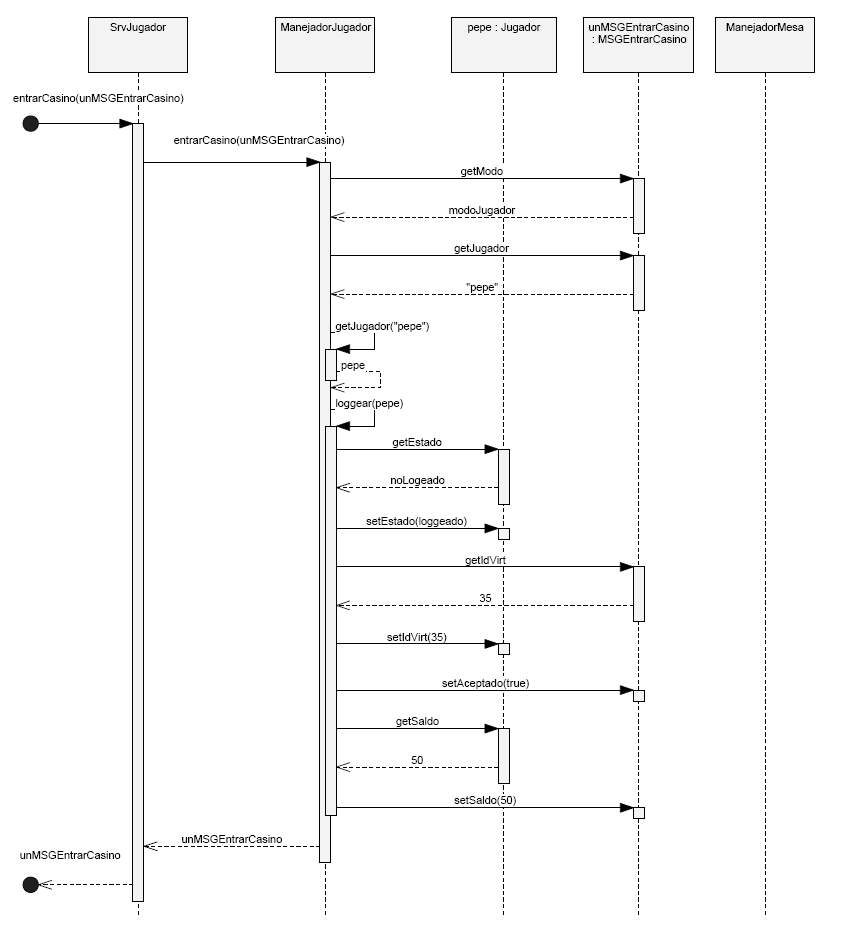 SrvJugador
ManejadorJugador
pepe : Jugador
unMSGEntrarCasino
: MSGEntrarCasino
ManejadorMesa
entrarCasino(unMSGEntrarCasino)
entrarCasino(unMSGEntrarCasino)
getModo
modoJugador
getJugador
"pepe"
getJugador("pepe")
pepe
loggear(pepe)
getEstado
noLogeado
setEstado(loggeado)
getIdVirt
35
setIdVirt(35)
setAceptado(true)
getSaldo
50
setSaldo(50)
unMSGEntrarCasino
unMSGEntrarCasino